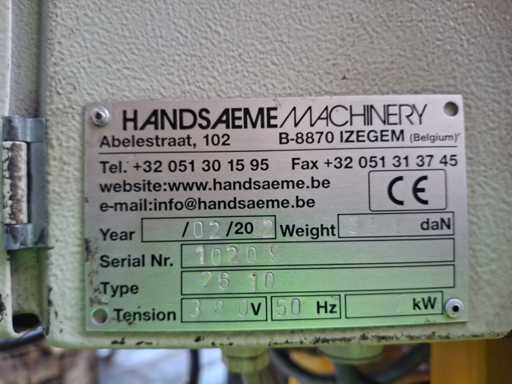 HANDSAEME MACHINERY
Abelestraat, 102 B-8870 IZEGEM (Belgium)
Tel. +32 051 30 15 95 Fax +32 051 31 37 45
website:www.handsaeme.be
e-mail:info@handsaeme.be
CE
Year /02/20 Weight daN
Serial Nr.
Type 26 10
Tension V 50 Hz kW